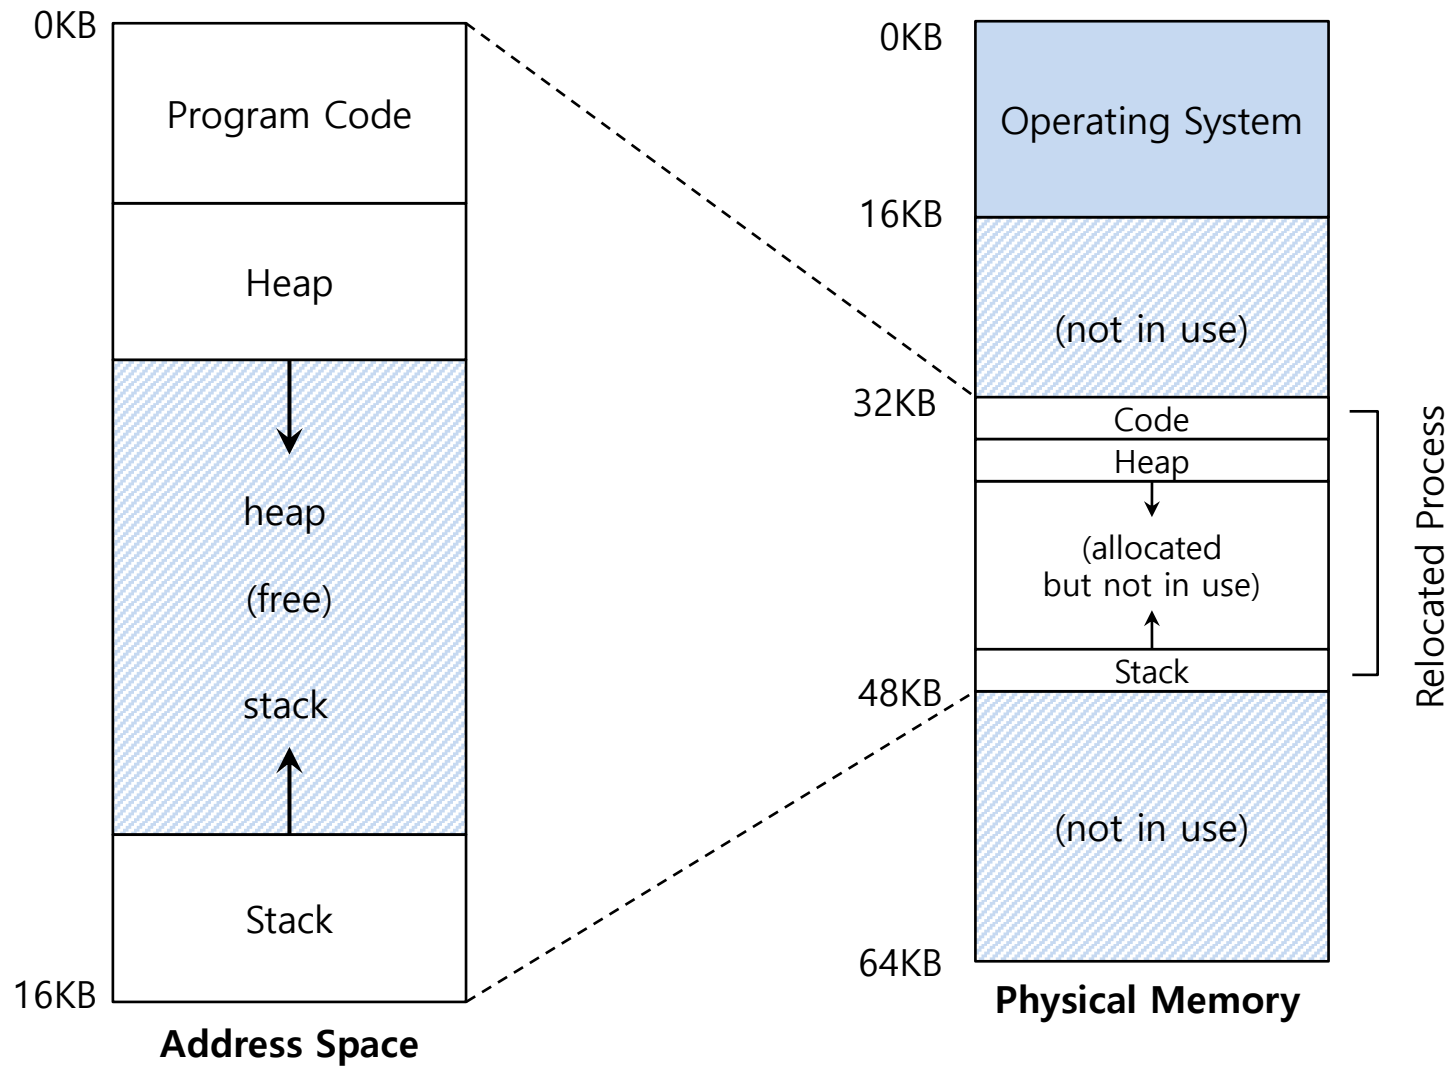 0KB
Program Code
Heap
heap
(free)
stack
Stack
16KB
Address Space
0KB
Operating System
16KB
(not in use)
32KB
Code
Heap
(allocated
but not in use)
Stack
48KB
(not in use)
64KB
Physical Memory
Relocated Process